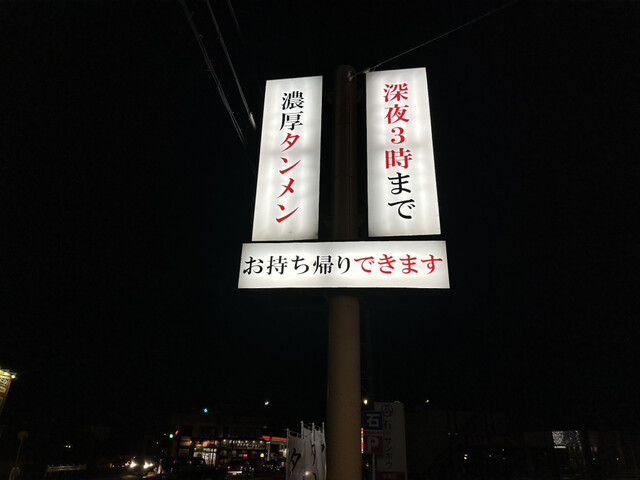 深夜3時まで
濃厚タンメン
お持ち帰りできます
P